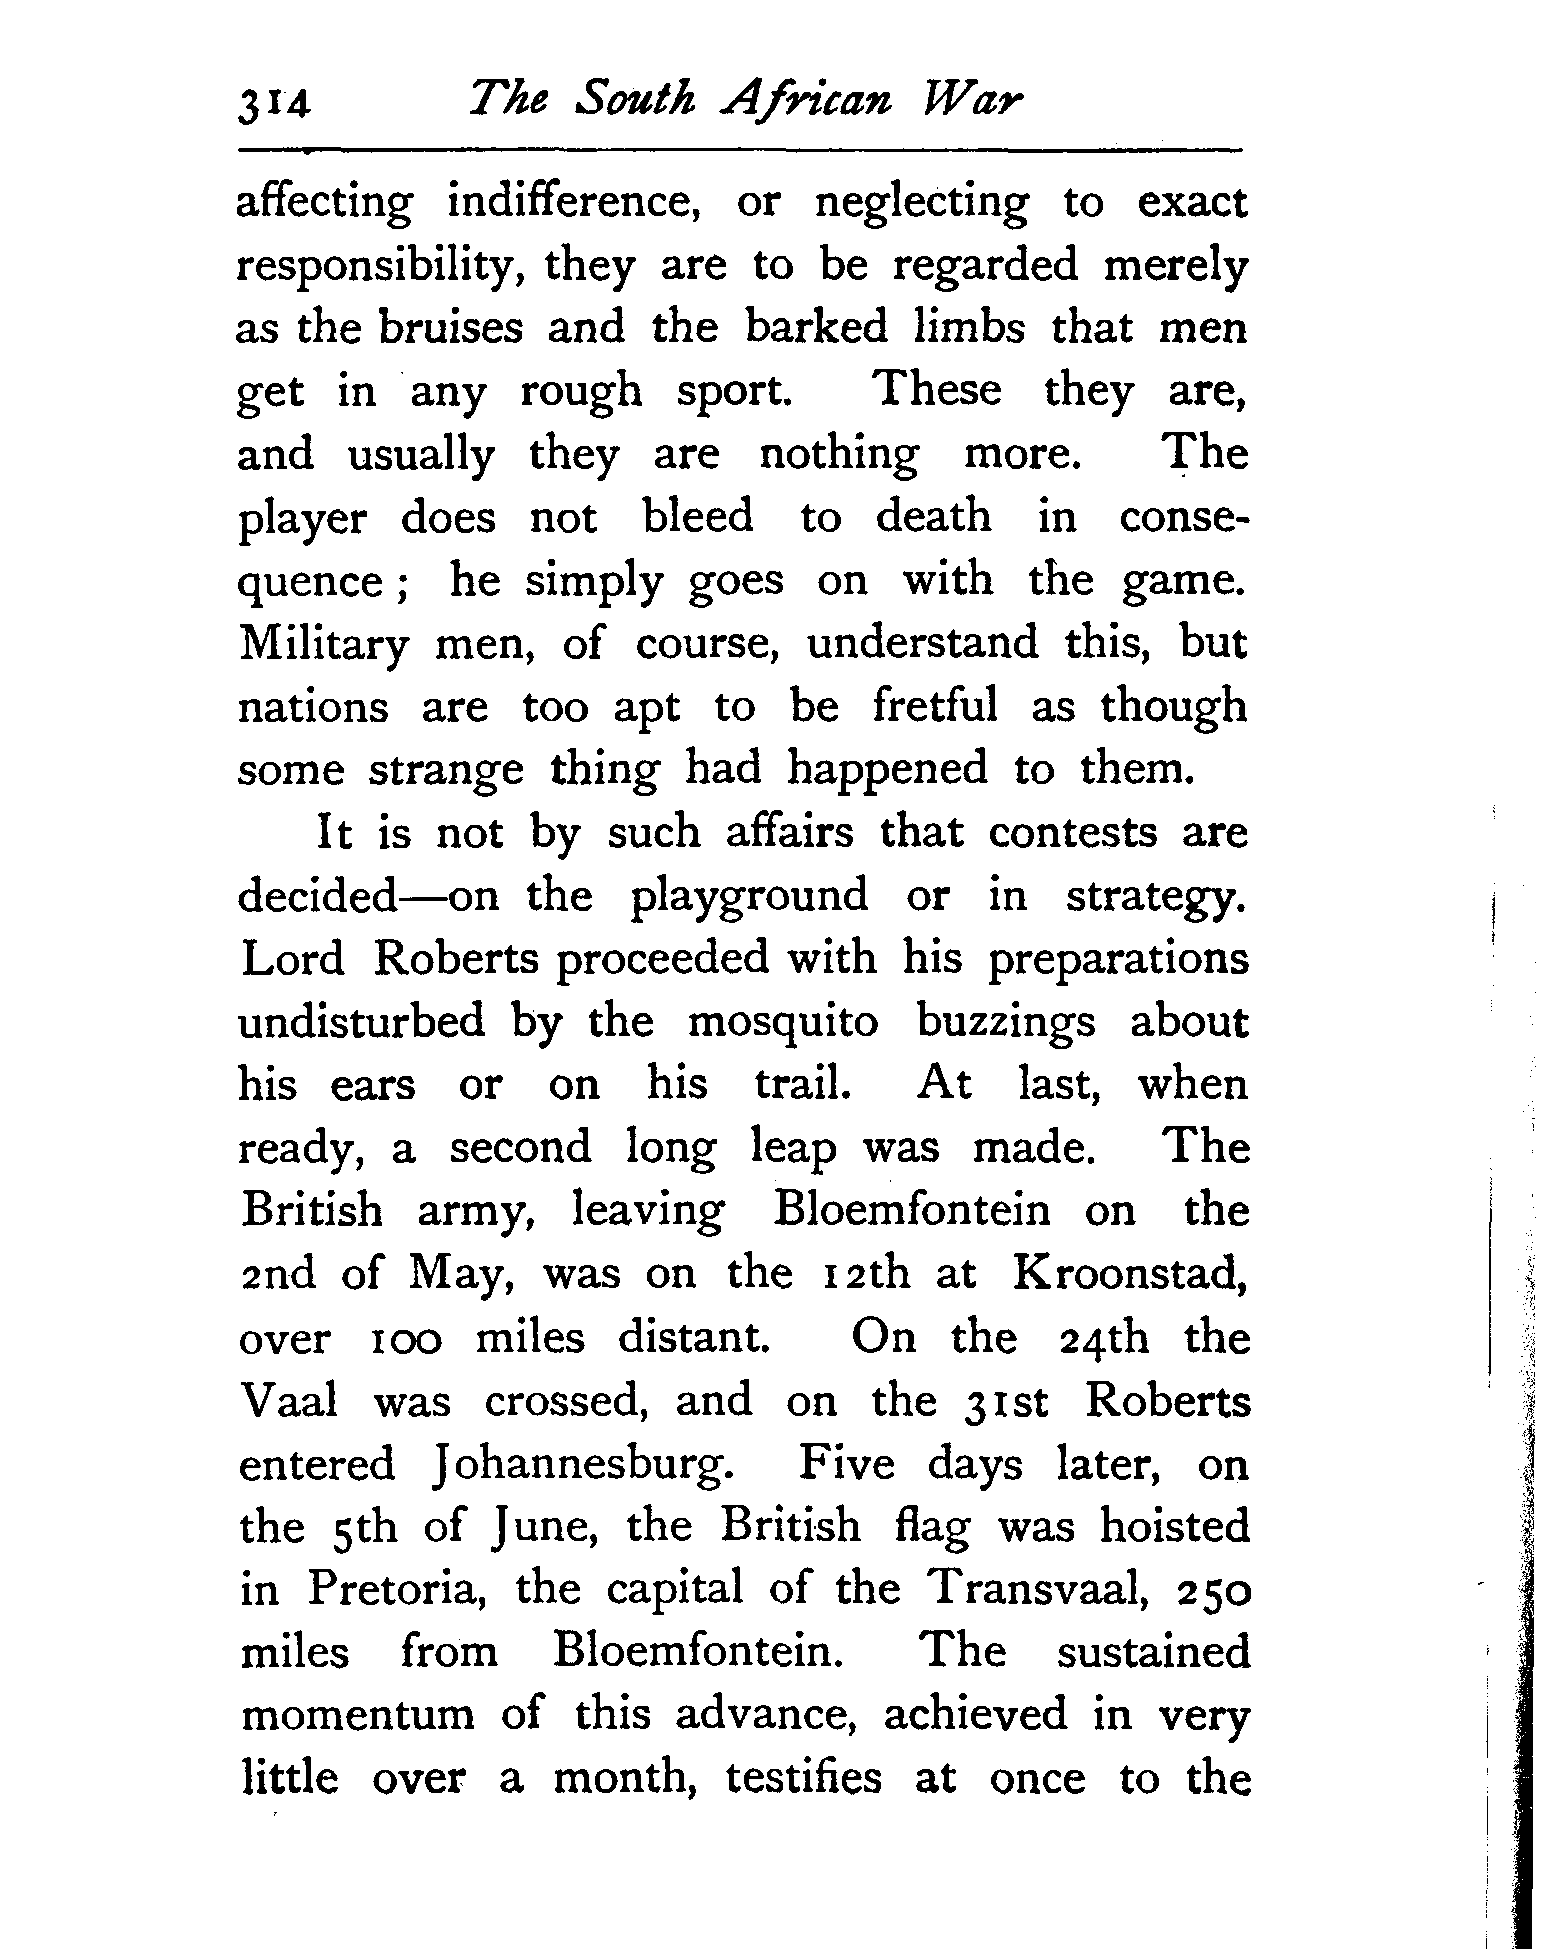 314 The South African War
affecting indifference, or neglecting to exact
responsibility, they are to be regarded merely
as the bruises and the barked limbs that men
get in any rough sport. These they are,
and usually they are nothing more. The
player does not bleed to death in conse-
quence ; he simply goes on with the game.
Military men, of course, understand this, but
nations are too apt to be fretful as though
some strange thing had happened to them.
It is not by such affairs that contests are
decided—on the playground or in strategy.
Lord Roberts proceeded with his preparations
undisturbed by the mosquito buzzings about
his ears or on his trail. At last, when
ready, a second long leap was made. The
British army, leaving Bloemfontein on the
2nd of May, was on the 12th at Kroonstad,
over 100 miles distant. On the 24th the
Vaal was crossed, and on the 31st Roberts
entered Johannesburg. Five days later, on
the 5th of June, the British flag was hoisted
in Pretoria, the capital of the Transvaal, 250
miles from Bloemfontein. The sustained
momentum of this advance, achieved in very
little over a month, testifies at once to the